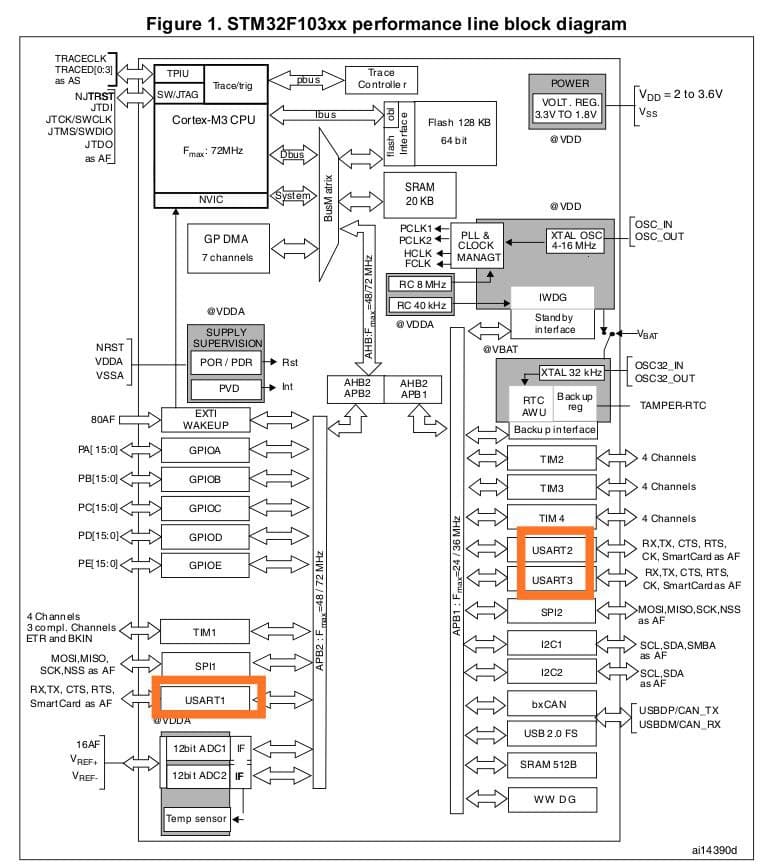 Figure 1. STM32F103xx performance line block diagram
TRACECLK
TRACED[0:3]
as AS
NJTRST
JTDI
JTCK/SWCLK
JTMS/SWDIO
JTDO
as AF
TPIU
SW/JTAG
Trace/trig
Cortex-M3 CPU
Fmax: 72MHz
NVIC
pbus
Trace
Controller
Ibus
Dbus
System
BusMatrix
obl
flash
Interface
Flash 128 KB
64 bit
SRAM
20 KB
POWER
VOLT. REG.
3.3V TO 1.8V
@VDD
VDD = 2 to 3.6V
VSS
GP DMA
7 channels
PCLK1
PCLK2
HCLK
FCLK
PLL &
CLOCK
MANAGT
@VDD
XTAL OSC
4-16 MHz
OSC_IN
OSC_OUT
RC 8 MHz
RC 40 kHz
@VDDA
IWDG
Standby
interface
@VBAT
VBAT
AHB:Fmax=48/72 MHz
@VDDA
SUPPLY
SUPERVISION
POR / PDR
PVD
Rst
Int
NRST
VDDA
VSSA
AHB2
APB2
AHB2
APB1
XTAL 32 kHz
OSC32_IN
OSC32_OUT
RTC
AWU
Backup
reg
TAMPER-RTC
Backup interface
80AF
EXTI
WAKEUP
PA[15:0]
GPIOA
PB[15:0]
GPIOB
PC[15:0]
GPIOC
PD[15:0]
GPIOD
PE[15:0]
GPIOE
4 Channels
3 compl. Channels
ETR and BKIN
TIM1
MOSI,MISO,
SCK,NSS as AF
SPI1
RX,TX, CTS, RTS,
SmartCard as AF
USART1
@VDDA
16AF
VREF+
VREF-
12bit ADC1
IF
12bit ADC2
IF
Temp sensor
APB2 : Fmax=48 / 72 MHz
APB1 : Fmax=24 / 36 MHz
TIM2
4 Channels
TIM3
4 Channels
TIM 4
4 Channels
USART2
RX,TX, CTS, RTS,
CK, SmartCard as AF
USART3
RX,TX, CTS, RTS,
CK, SmartCard as AF
SPI2
MOSI,MISO,SCK,NSS
as AF
I2C1
SCL,SDA,SMBA
as AF
I2C2
SCL,SDA
as AF
bxCAN
USBDP/CAN_TX
USBDM/CAN_RX
USB 2.0 FS
SRAM 512B
WWDG
ai14390d